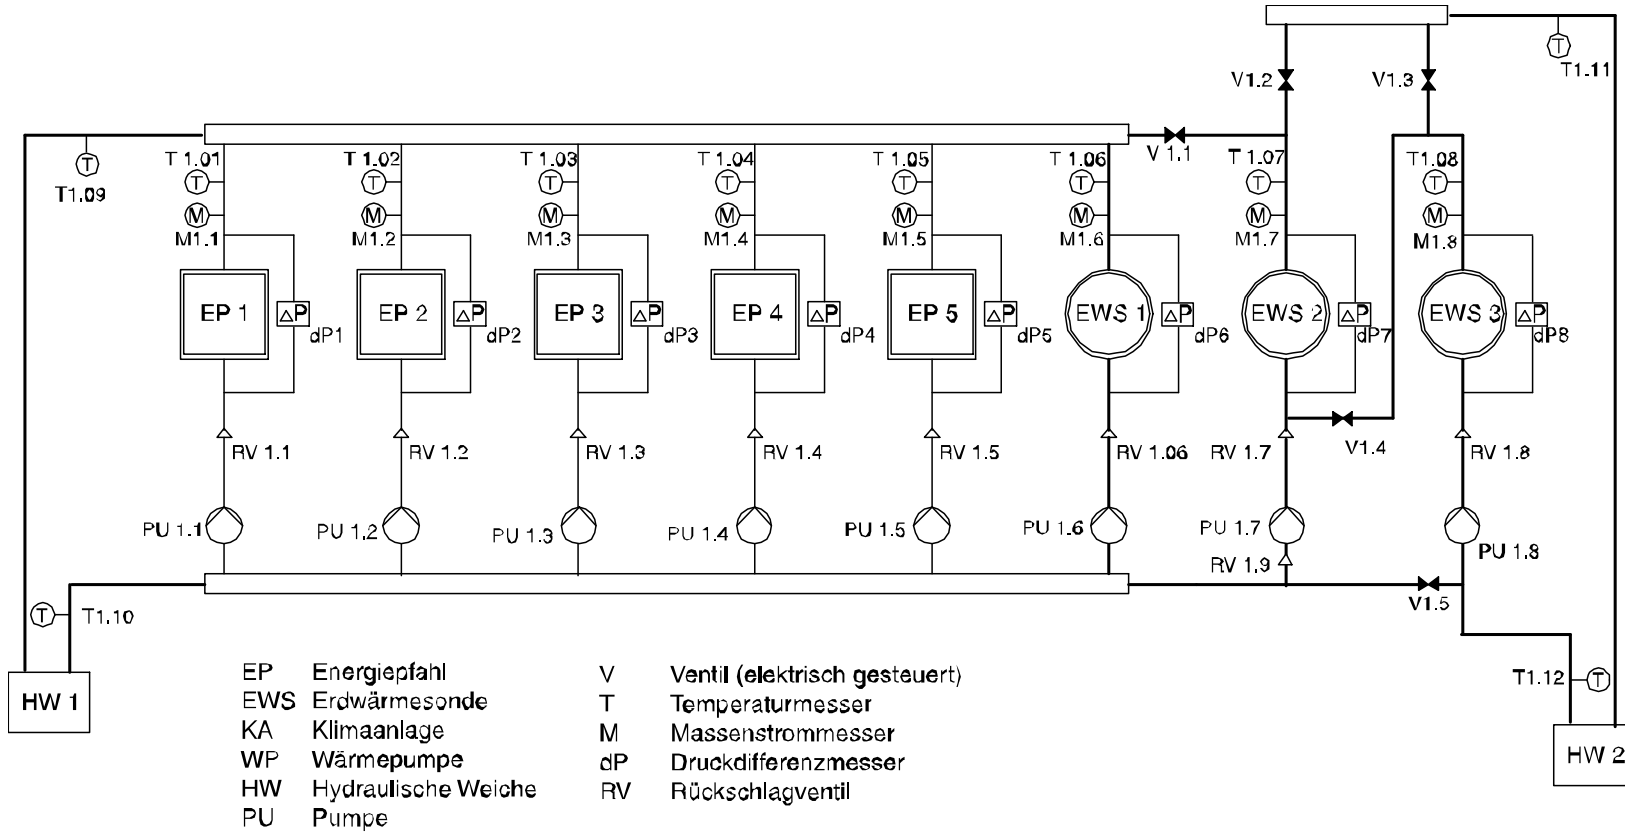 T1.11
V1.2 V1.3
V 1.1
T 1.01 T 1.02 T 1.03 T 1.04 T 1.05 T 1.06 T 1.07 T 1.08
T T T T T T T T T T
T1.09
M M M M M M M M
M1.1 M1.2 M1.3 M1.4 M1.5 M1.6 M1.7 M1.8
EP 1 EP 2 EP 3 EP 4 EP 5 EWS 1 EWS 2 EWS 3
△P △P △P △P △P △P △P △P
dP1 dP2 dP3 dP4 dP5 dP6 dP7 dP8
RV 1.1 RV 1.2 RV 1.3 RV 1.4 RV 1.5 RV 1.06 RV 1.7 V1.4 RV 1.8
PU 1.1 PU 1.2 PU 1.3 PU 1.4 PU 1.5 PU 1.6 PU 1.7 PU 1.8
RV 1.9
V1.5
T T1.10
T1.12 T
HW 1
HW 2
EP Energiepfahl
EWS Erdwärmesonde
KA Klimaanlage
WP Wärmepumpe
HW Hydraulische Weiche
PU Pumpe
V Ventil (elektrisch gesteuert)
T Temperaturmesser
M Massenstrommesser
dP Druckdifferenzmesser
RV Rückschlagventil